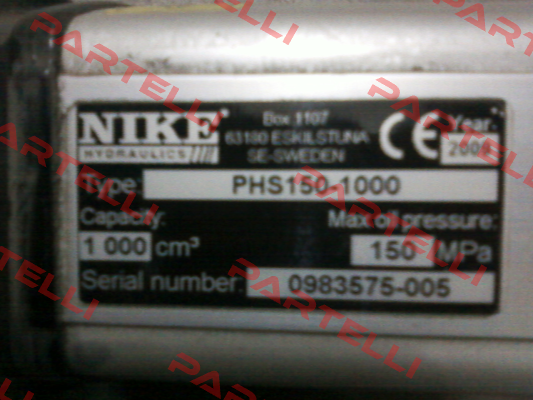 NIKE
HYDRAULICS
Box 1107
63180 ESKILSTUNA
SE-SWEDEN
CE
Year:
Type: PHS150-1000
Capacity: Max oil pressure:
1 000 cm³ 150 MPa
Serial number: 0983575-005
PARTELLI
PARTELLI
PARTELLI
PARTELLI
PARTELLI